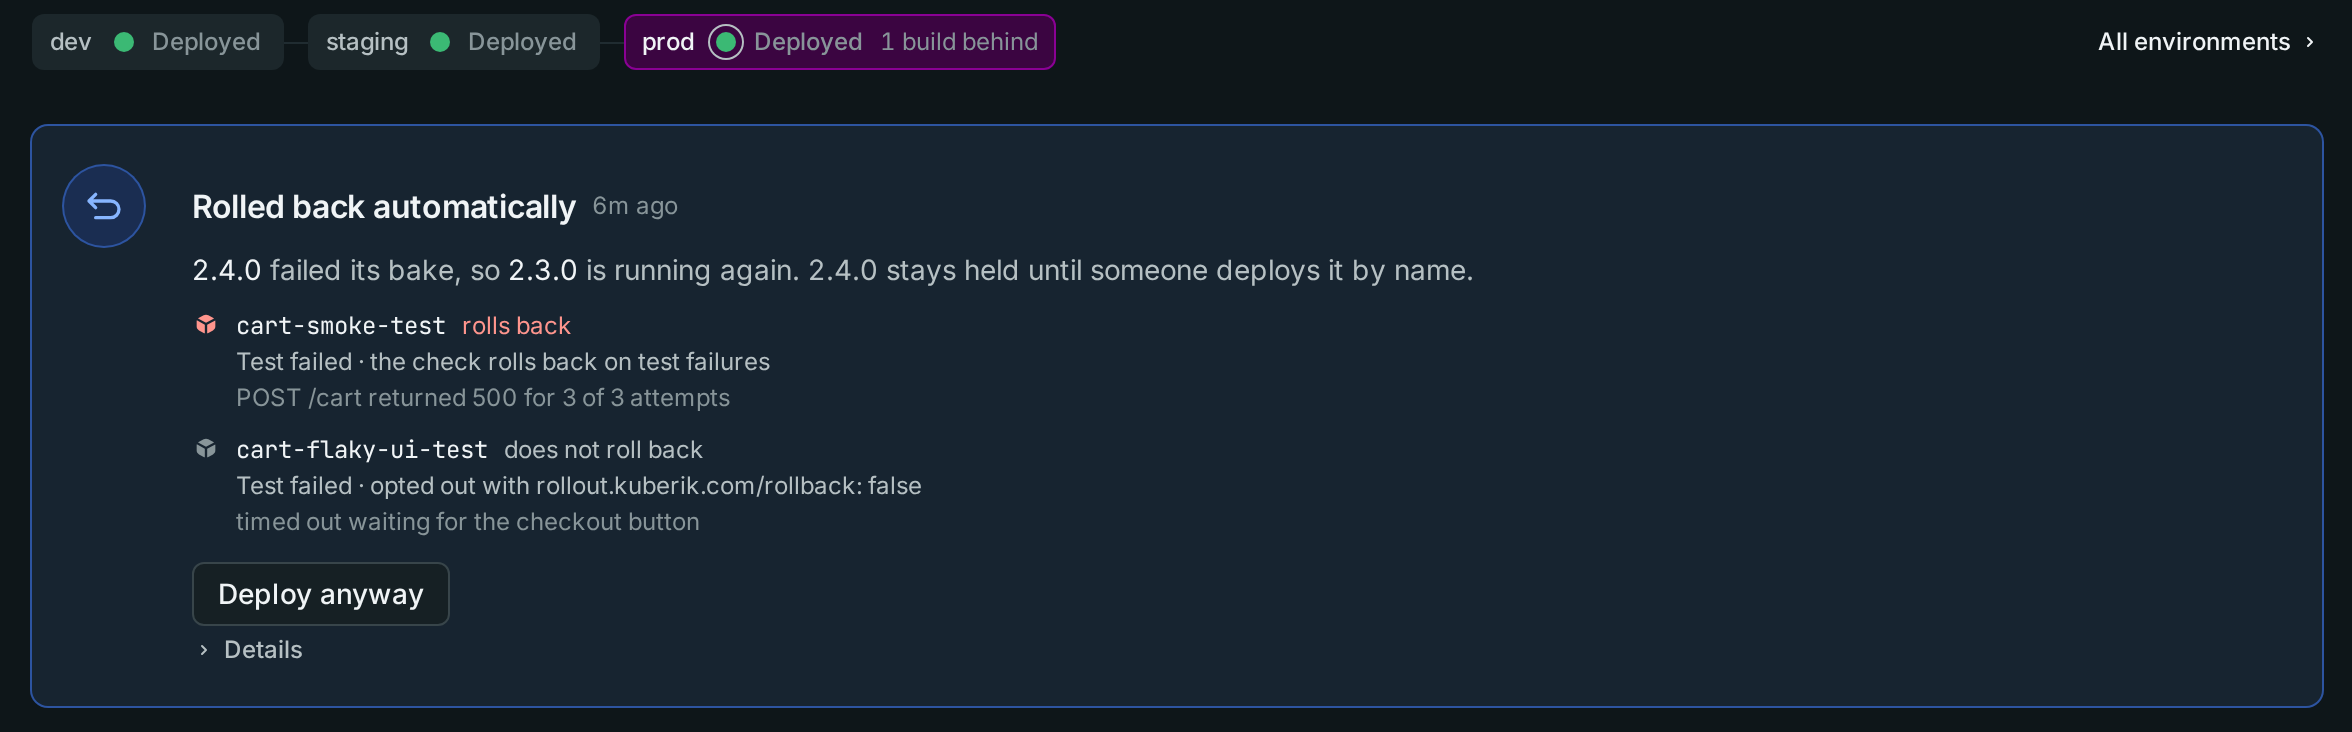 dev Deployed staging Deployed prod Deployed 1 build behind All environments
Rolled back automatically 6m ago
2.4.0 failed its bake, so 2.3.0 is running again. 2.4.0 stays held until someone deploys it by name.
cart-smoke-test rolls back
Test failed · the check rolls back on test failures
POST /cart returned 500 for 3 of 3 attempts
cart-flaky-ui-test does not roll back
Test failed · opted out with rollout.kuberik.com/rollback: false
timed out waiting for the checkout button
Deploy anyway
Details